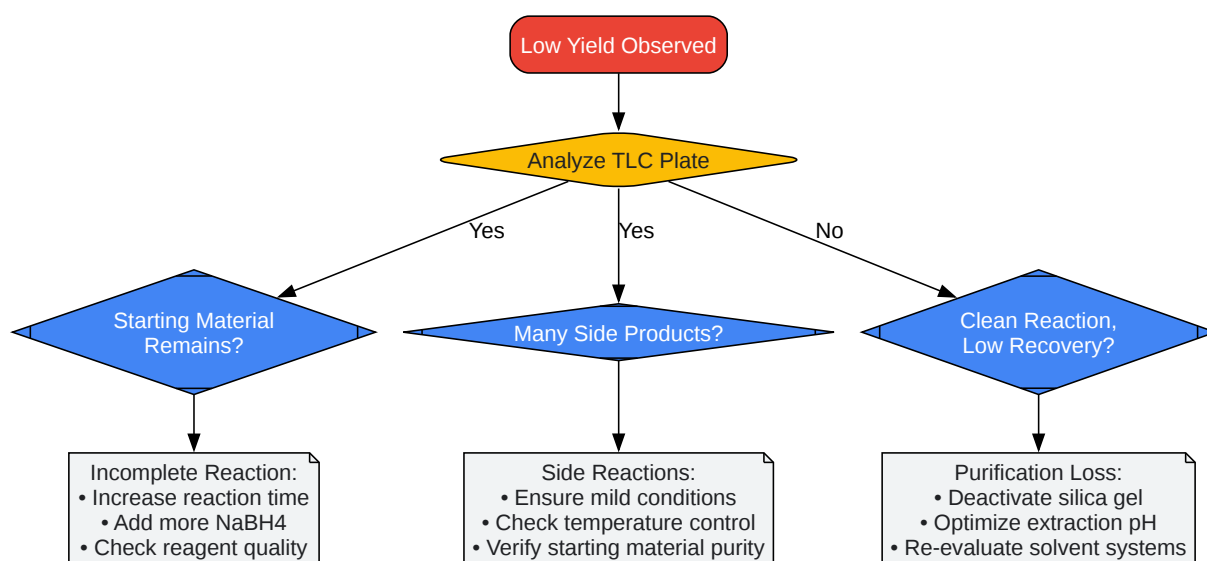 Low Yield Observed
Analyze TLC Plate
Yes
Yes
No
Starting Material
Remains?
Many Side Products?
Clean Reaction,
Low Recovery?
Incomplete Reaction:
• Increase reaction time
• Add more NaBH4
• Check reagent quality
Side Reactions:
• Ensure mild conditions
• Check temperature control
• Verify starting material purity
Purification Loss:
• Deactivate silica gel
• Optimize extraction pH
• Re-evaluate solvent systems